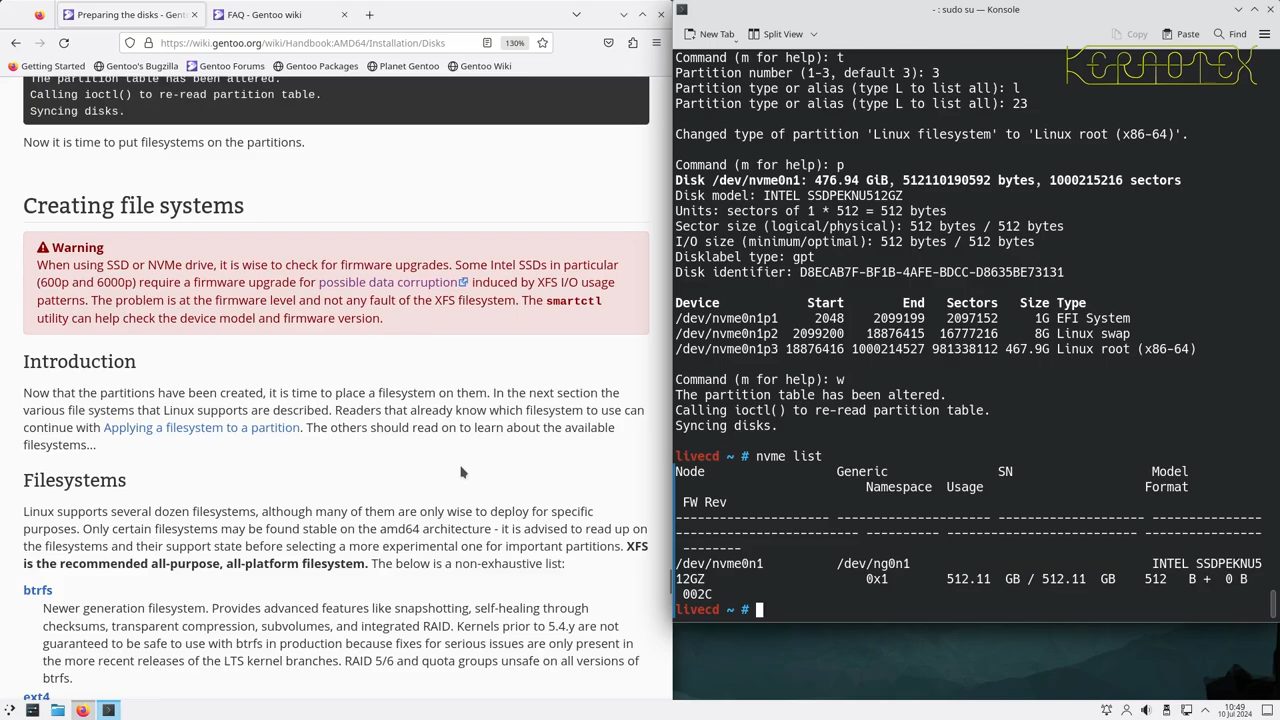 Preparing the disks - Gent
FAQ - Gentoo wiki
https://wiki.gentoo.org/wiki/Handbook:AMD64/Installation/Disks
130%
Getting Started
Gentoo's Bugzilla
Gentoo Forums
Gentoo Packages
Planet Gentoo
Gentoo Wiki
The partition table has been altered.
Calling ioctl() to re-read partition table.
Syncing disks.
Now it is time to put filesystems on the partitions.
Creating file systems
Warning
When using SSD or NVMe drive, it is wise to check for firmware upgrades. Some Intel SSDs in particular
(600p and 6000p) require a firmware upgrade for possible data corruption induced by XFS I/O usage
patterns. The problem is at the firmware level and not any fault of the XFS filesystem. The smartctl
utility can help check the device model and firmware version.
Introduction
Now that the partitions have been created, it is time to place a filesystem on them. In the next section the
various file systems that Linux supports are described. Readers that already know which filesystem to use can
continue with Applying a filesystem to a partition. The others should read on to learn about the available
filesystems...
Filesystems
Linux supports several dozen filesystems, although many of them are only wise to deploy for specific
purposes. Only certain filesystems may be found stable on the amd64 architecture - it is advised to read up on
the filesystems and their support state before selecting a more experimental one for important partitions. XFS
is the recommended all-purpose, all-platform filesystem. The below is a non-exhaustive list:
btrfs
Newer generation filesystem. Provides advanced features like snapshotting, self-healing through
checksums, transparent compression, subvolumes, and integrated RAID. Kernels prior to 5.4.y are not
guaranteed to be safe to use with btrfs in production because fixes for serious issues are only present in
the more recent releases of the LTS kernel branches. RAID 5/6 and quota groups unsafe on all versions of
btrfs.
ext4
- : sudo su — Konsole
New Tab
Split View
Copy
Paste
Find
KERNOTEX
Command (m for help): t
Partition number (1-3, default 3): 3
Partition type or alias (type L to list all): l
Partition type or alias (type L to list all): 23
Changed type of partition 'Linux filesystem' to 'Linux root (x86-64)'.
Command (m for help): p
Disk /dev/nvme0n1: 476.94 GiB, 512110190592 bytes, 1000215216 sectors
Disk model: INTEL SSDPEKNU512GZ
Units: sectors of 1 * 512 = 512 bytes
Sector size (logical/physical): 512 bytes / 512 bytes
I/O size (minimum/optimal): 512 bytes / 512 bytes
Disklabel type: gpt
Disk identifier: D8ECAB7F-BF1B-4AFE-BDCC-D8635BE73131
Device Start End Sectors Size Type
/dev/nvme0n1p1 2048 2099199 2097152 1G EFI System
/dev/nvme0n1p2 2099200 18876415 16777216 8G Linux swap
/dev/nvme0n1p3 18876416 1000214527 981338112 467.9G Linux root (x86-64)
Command (m for help): w
The partition table has been altered.
Calling ioctl() to re-read partition table.
Syncing disks.
livecd ~ # nvme list
Node Generic SN Model
Namespace Usage Format
FW Rev
--------------------- --------------------- -------------------- ---------------
------------------------- ---------- -------------------------- ----------------
--------
/dev/nvme0n1 /dev/ng0n1 INTEL SSDPEKNU5
12GZ 0x1 512.11 GB / 512.11 GB 512 B + 0 B
002C
livecd ~ #
10:49
10 Jul 2024